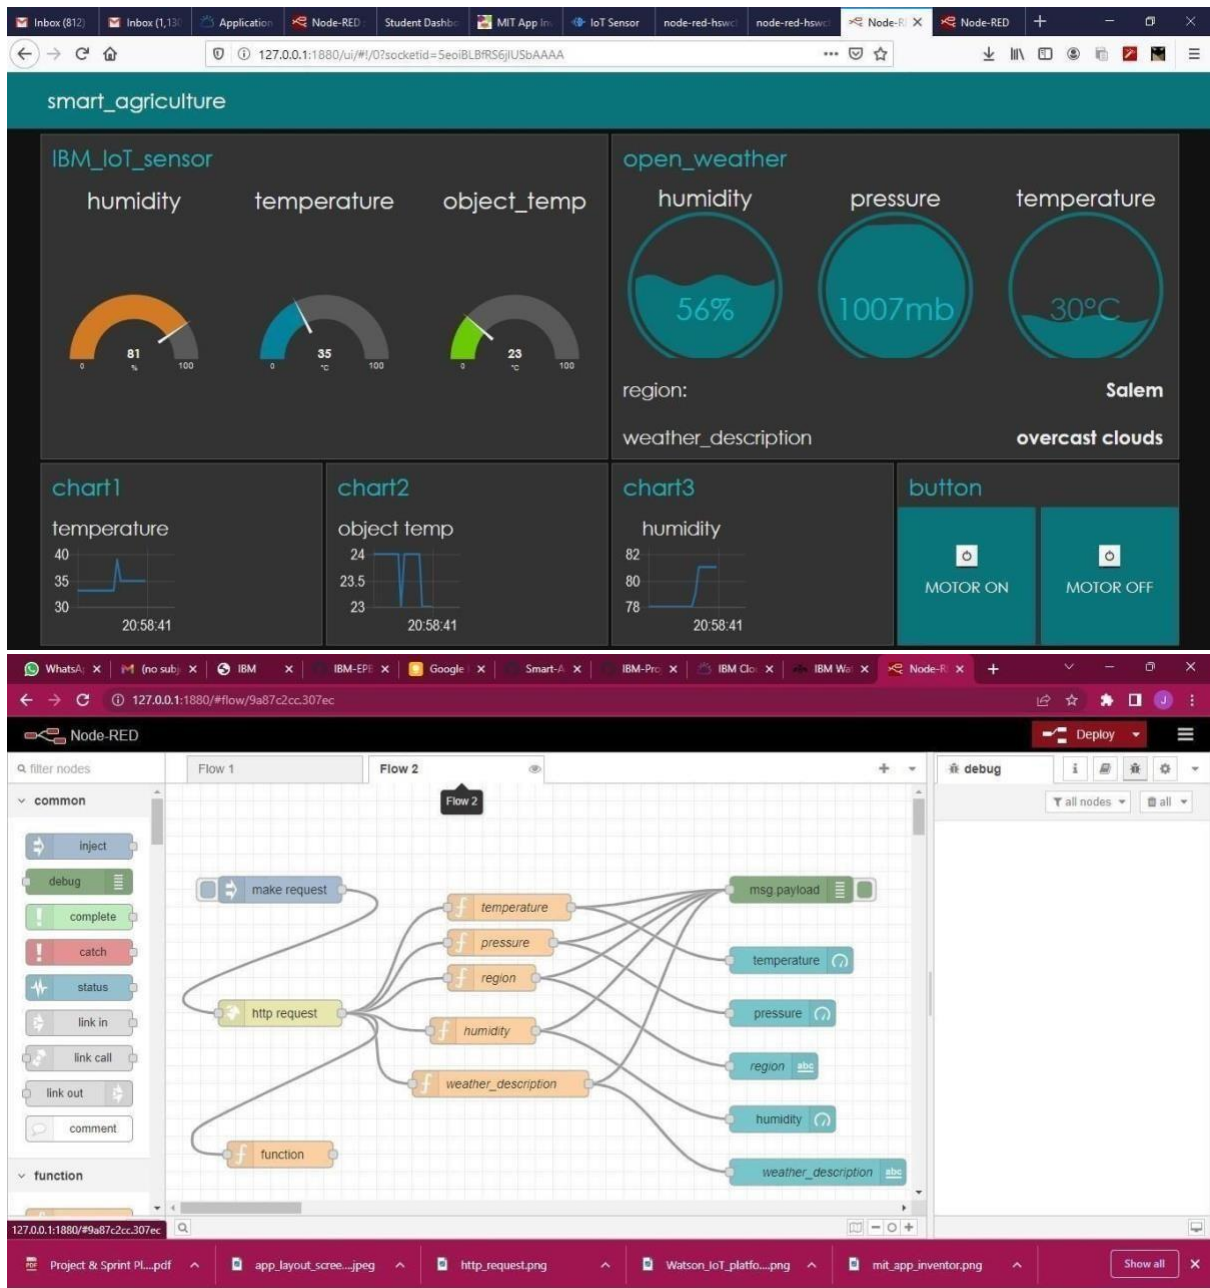 Inbox (812) Inbox (1,13 Application Node-RED Student Dashbo MIT App In IoT Sensor node-red-hswc node-red-hswc Node-R Node-RED
127.0.0.1:1880/ui/#!/0?socketid=5eoiBLBfRS6jIUSbAAAA
smart_agriculture
IBM_IoT_sensor
humidity temperature object_temp
81 35 23
0 % 100 0 °C 100 0 °C 100
open_weather
humidity pressure temperature
56% 1007mb 30°C
region: Salem
weather_description overcast clouds
chart1
temperature
40
35
30
20:58:41
chart2
object temp
24
23.5
23
20:58:41
chart3
humidity
82
80
78
20:58:41
button
MOTOR ON MOTOR OFF
WhatsA (no sub IBM IBM-EPE Google Smart-A IBM-Pro IBM Clo IBM Wa Node-R
127.0.0.1:1880/#flow/9a87c2cc.307ec
Node-RED Deploy
filter nodes Flow 1 Flow 2 debug i
common
Flow 2
all nodes all
inject
debug
complete
catch
status
link in
link call
link out
comment
function
make request
http request
function
temperature
pressure
region
humidity
weather_description
msg.payload
temperature
pressure
region abc
humidity
weather_description abc
127.0.0.1:1880/#9a87c2cc.307ec
Project & Sprint Pl....pdf app_layout_scree....jpeg http_request.png Watson_IoT_platfo....png mit_app_inventor.png Show all